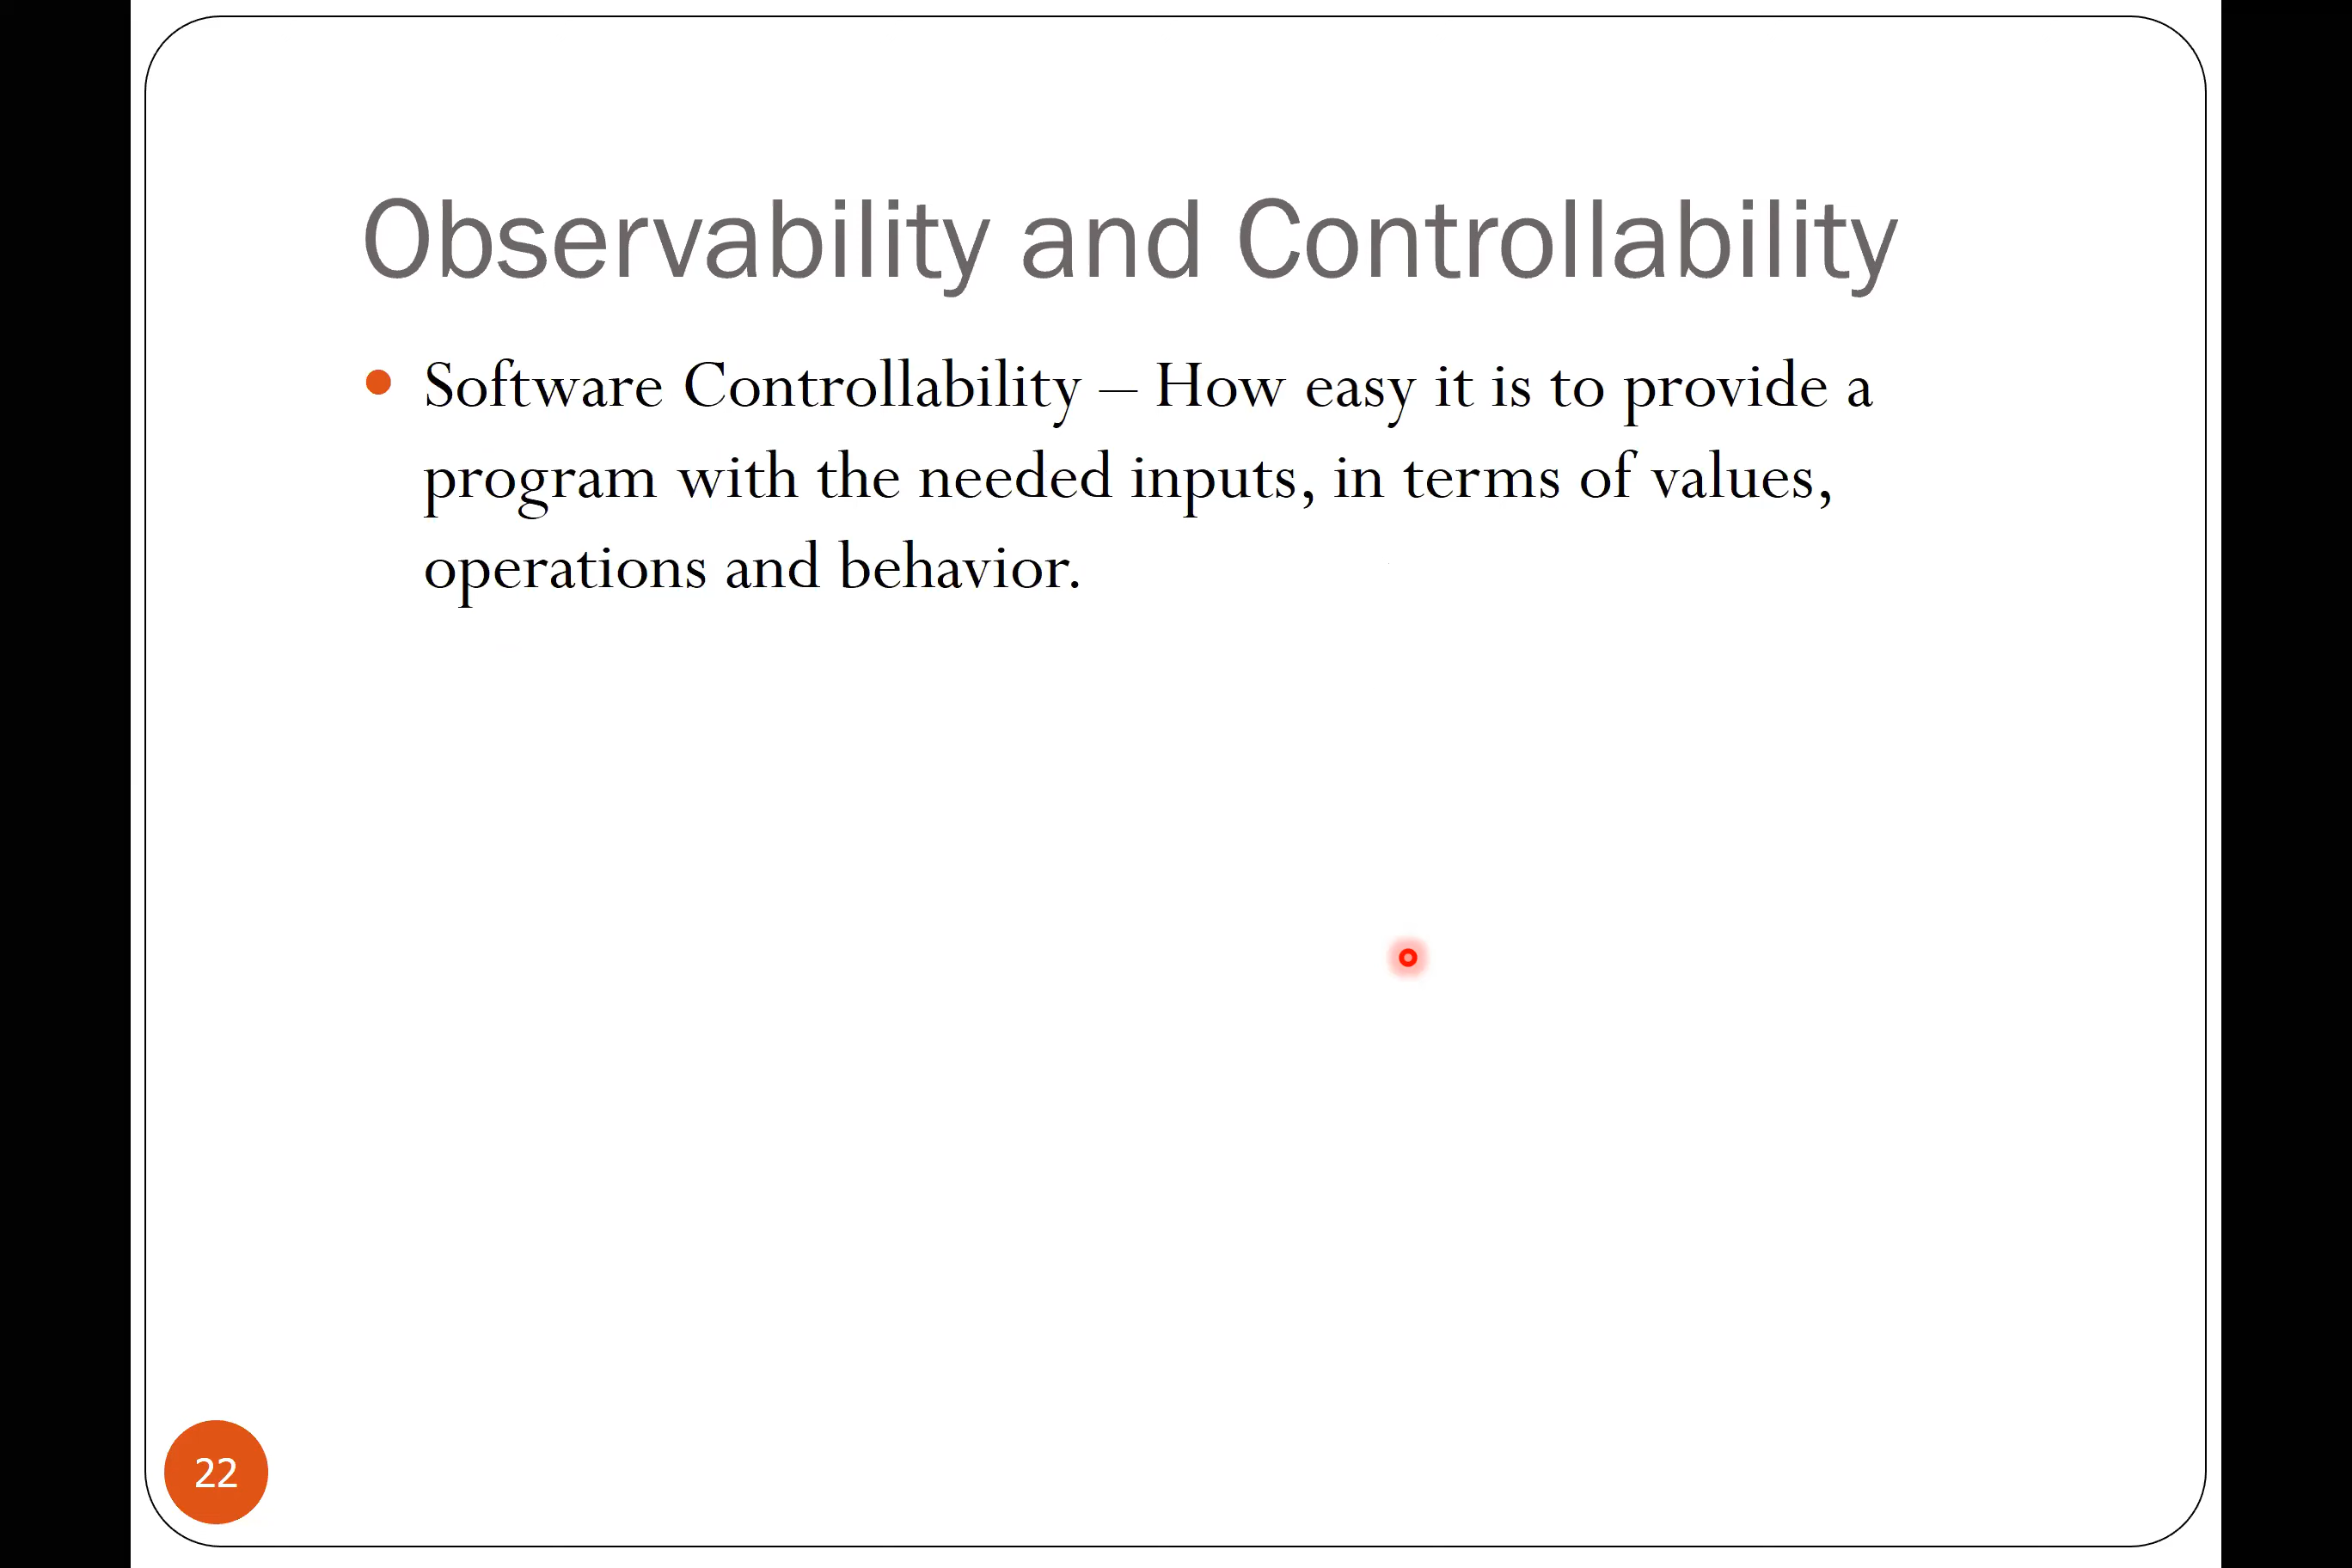 Observability and Controllability
• Software Controllability – How easy it is to provide a
program with the needed inputs, in terms of values,
operations and behavior.
22